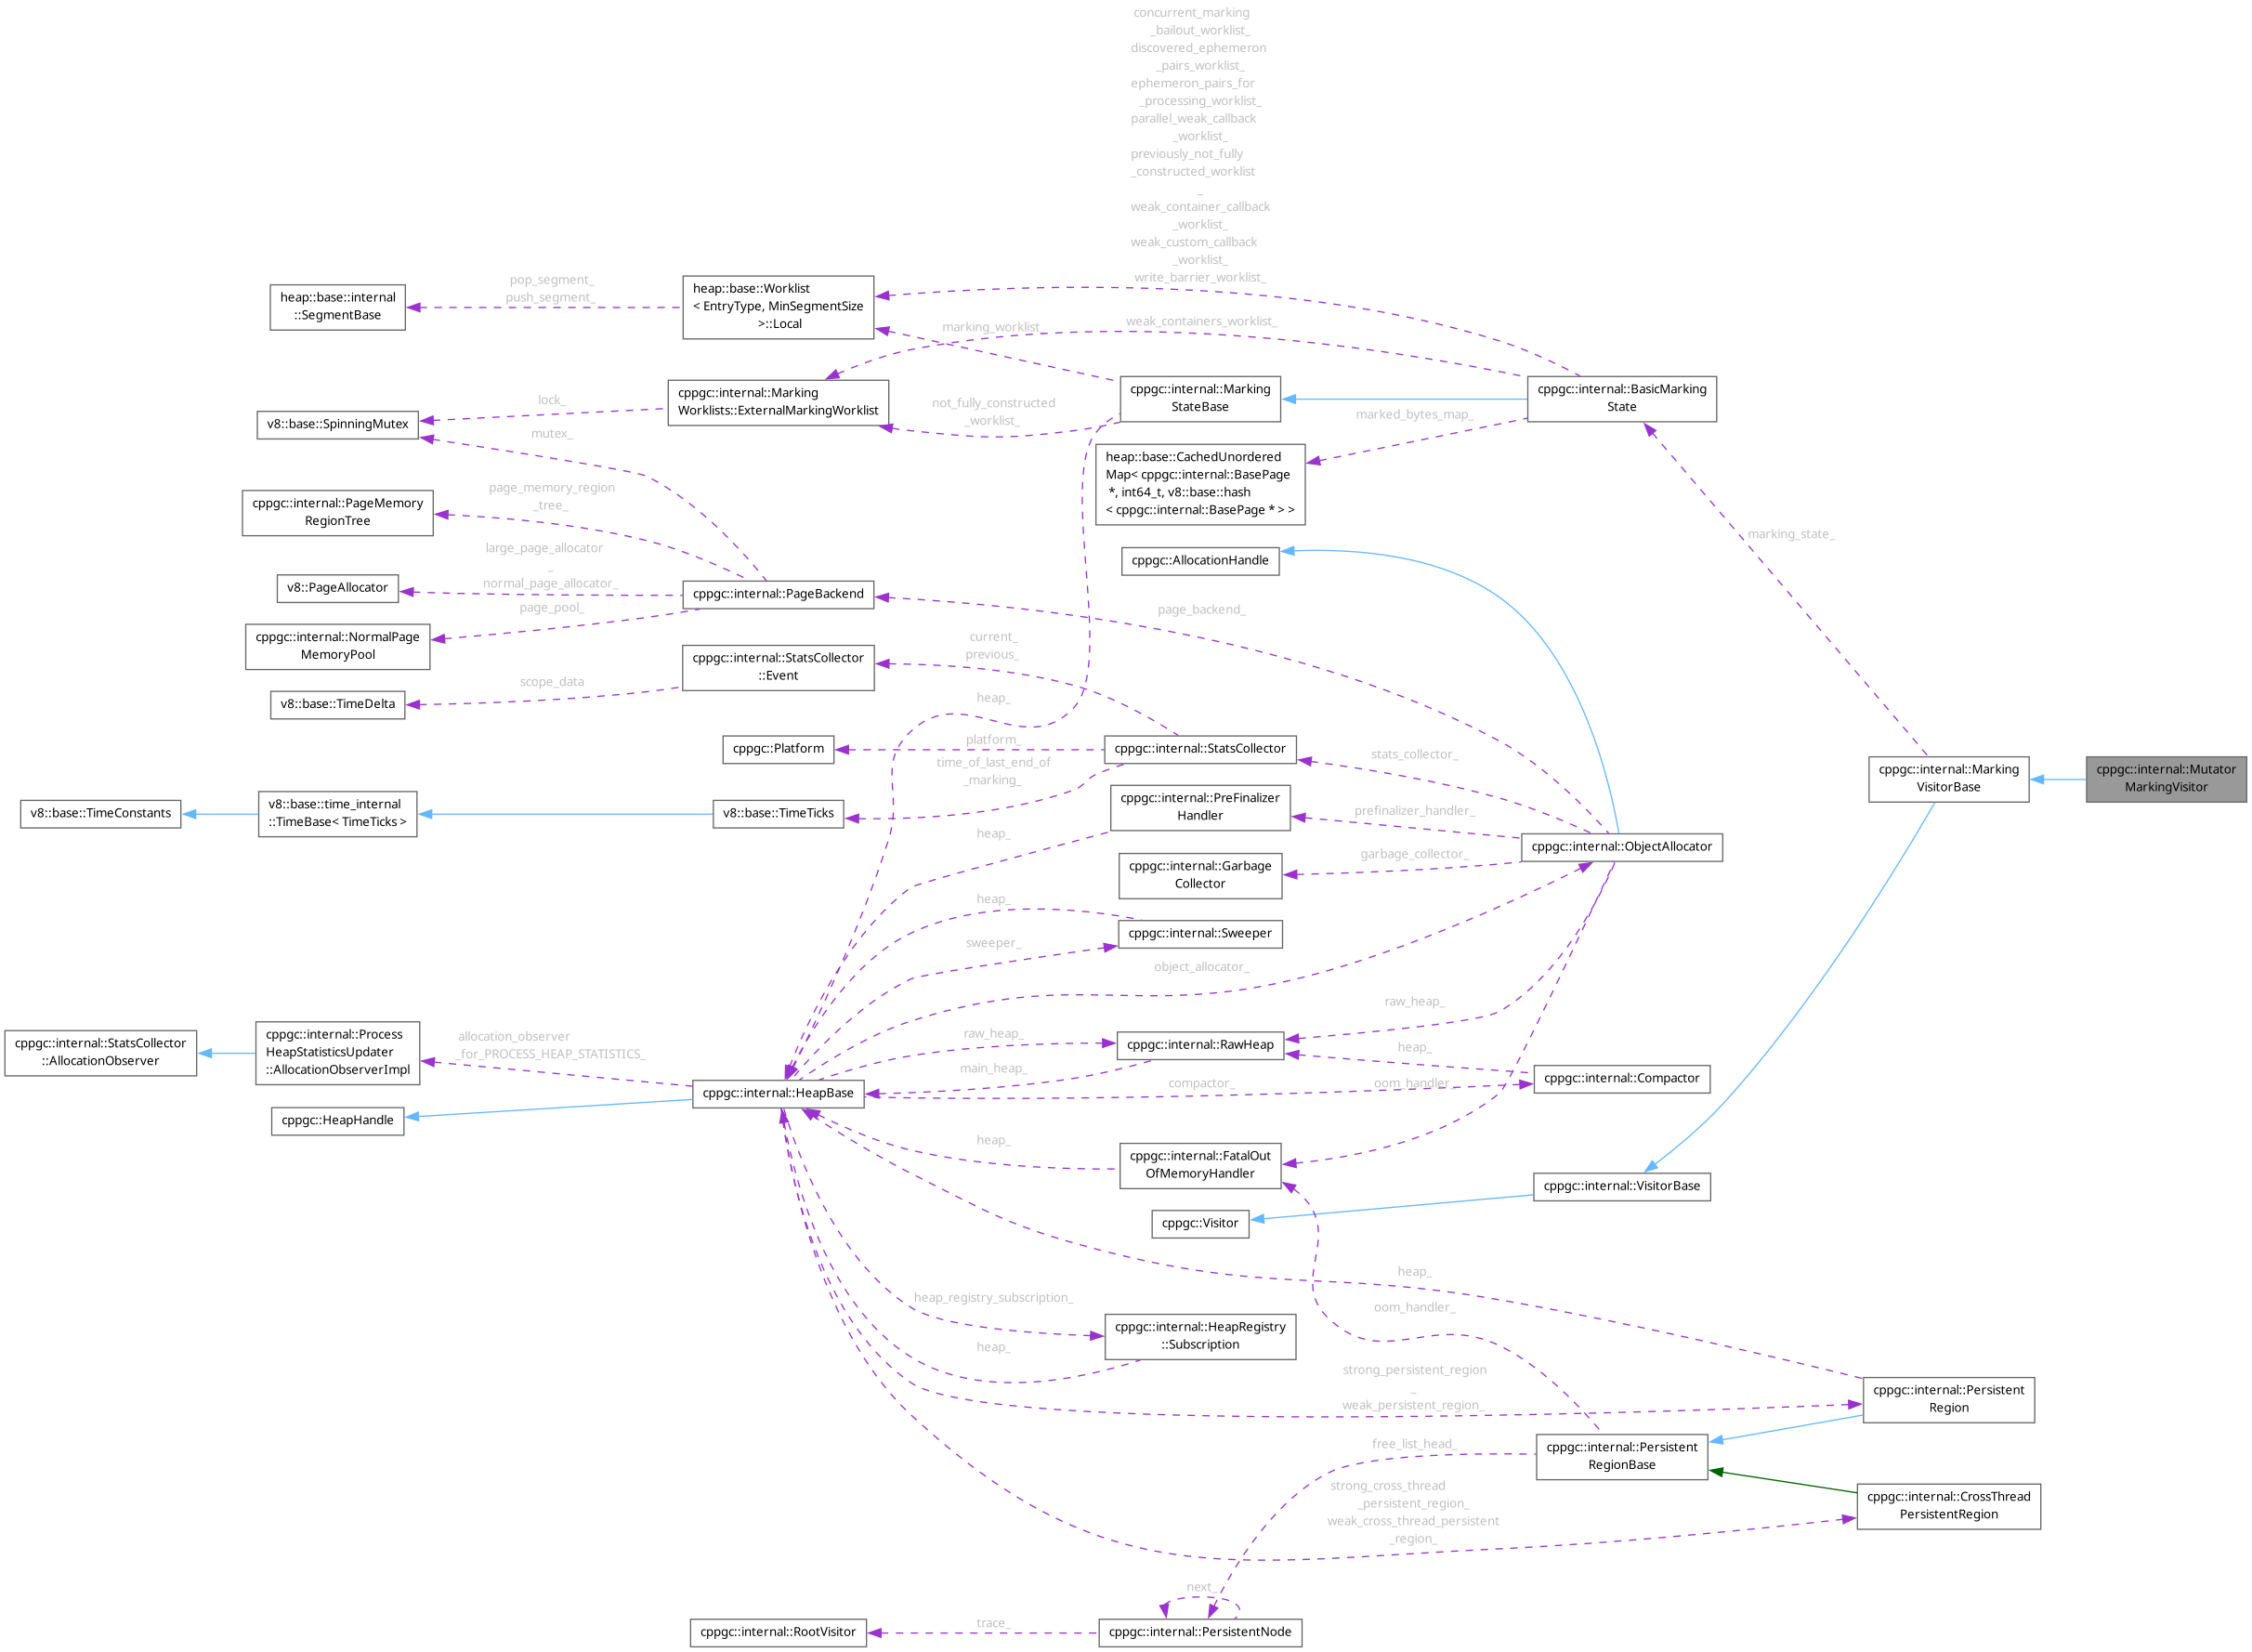 concurrent_marking
_bailout_worklist_
discovered_ephemeron
_pairs_worklist_
ephemeron_pairs_for
_processing_worklist_
parallel_weak_callback
_worklist_
previously_not_fully
_constructed_worklist
_
weak_container_callback
_worklist_
weak_custom_callback
_worklist_
write_barrier_worklist_
pop_segment_
push_segment_
heap::base::internal
::SegmentBase
heap::base::Worklist
< EntryType, MinSegmentSize
>::Local
marking_worklist_
weak_containers_worklist_
cppgc::internal::Marking
Worklists::ExternalMarkingWorklist
cppgc::internal::Marking
StateBase
cppgc::internal::BasicMarking
State
lock_
not_fully_constructed
_worklist_
marked_bytes_map_
v8::base::SpinningMutex
mutex_
heap::base::CachedUnordered
Map< cppgc::internal::BasePage
*, int64_t, v8::base::hash
< cppgc::internal::BasePage * > >
cppgc::internal::PageMemory
RegionTree
page_memory_region
_tree_
marking_state_
large_page_allocator
_
normal_page_allocator_
v8::PageAllocator
cppgc::internal::PageBackend
cppgc::AllocationHandle
page_pool_
page_backend_
cppgc::internal::NormalPage
MemoryPool
current_
previous_
cppgc::internal::StatsCollector
::Event
scope_data
v8::base::TimeDelta
heap_
cppgc::Platform
platform_
cppgc::internal::StatsCollector
stats_collector_
time_of_last_end_of
_marking_
cppgc::internal::Marking
VisitorBase
cppgc::internal::Mutator
MarkingVisitor
v8::base::TimeConstants
v8::base::time_internal
::TimeBase< TimeTicks >
v8::base::TimeTicks
cppgc::internal::PreFinalizer
Handler
prefinalizer_handler_
heap_
cppgc::internal::ObjectAllocator
garbage_collector_
cppgc::internal::Garbage
Collector
heap_
cppgc::internal::Sweeper
sweeper_
object_allocator_
raw_heap_
cppgc::internal::StatsCollector
::AllocationObserver
cppgc::internal::Process
HeapStatisticsUpdater
::AllocationObserverImpl
allocation_observer
_for_PROCESS_HEAP_STATISTICS_
raw_heap_
cppgc::internal::RawHeap
heap_
main_heap_
cppgc::internal::Compactor
compactor_
oom_handler_
cppgc::internal::HeapBase
cppgc::HeapHandle
heap_
cppgc::internal::FatalOut
OfMemoryHandler
cppgc::internal::VisitorBase
cppgc::Visitor
heap_
heap_registry_subscription_
oom_handler_
cppgc::internal::HeapRegistry
::Subscription
heap_
strong_persistent_region
_
weak_persistent_region_
cppgc::internal::Persistent
Region
free_list_head_
cppgc::internal::Persistent
RegionBase
strong_cross_thread
_persistent_region_
weak_cross_thread_persistent
_region_
cppgc::internal::CrossThread
PersistentRegion
next_
trace_
cppgc::internal::RootVisitor
cppgc::internal::PersistentNode